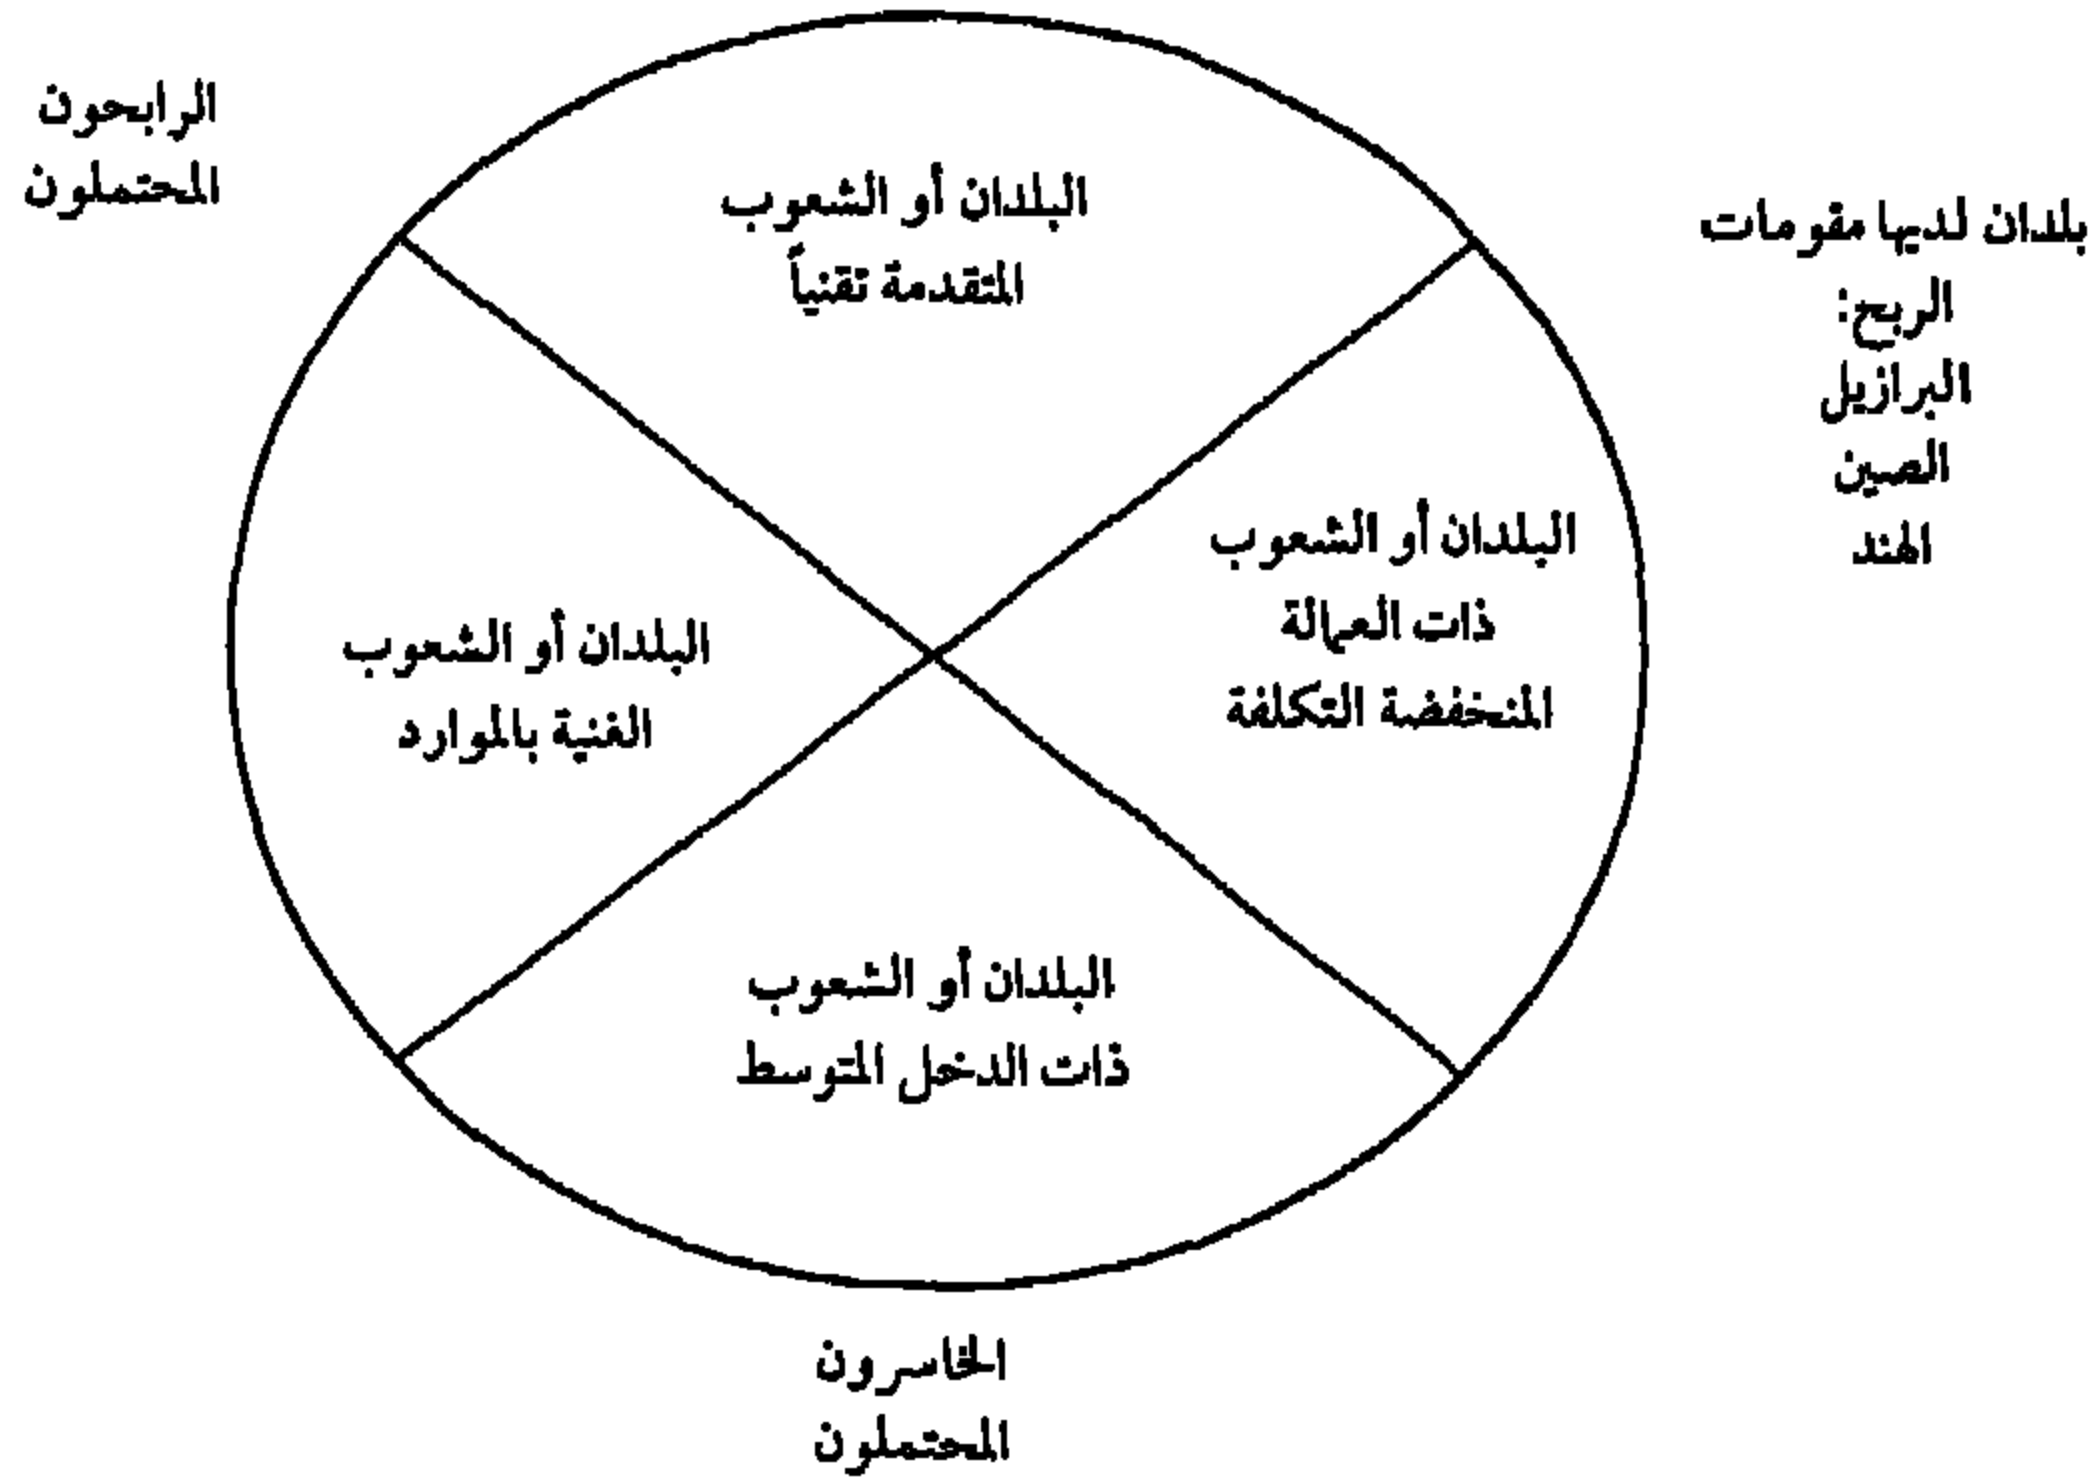 الرابحون
المحتملون
البلدان أو الشعوب
المتقدمة تقنياً
بلدان لديها مقومات
الربح:
البرازيل
الصين
الهند
البلدان أو الشعوب
ذات العمالة
المنخفضة التكلفة
البلدان أو الشعوب
الغنية بالموارد
البلدان أو الشعوب
ذات الدخل المتوسط
الخاسرون
المحتملون